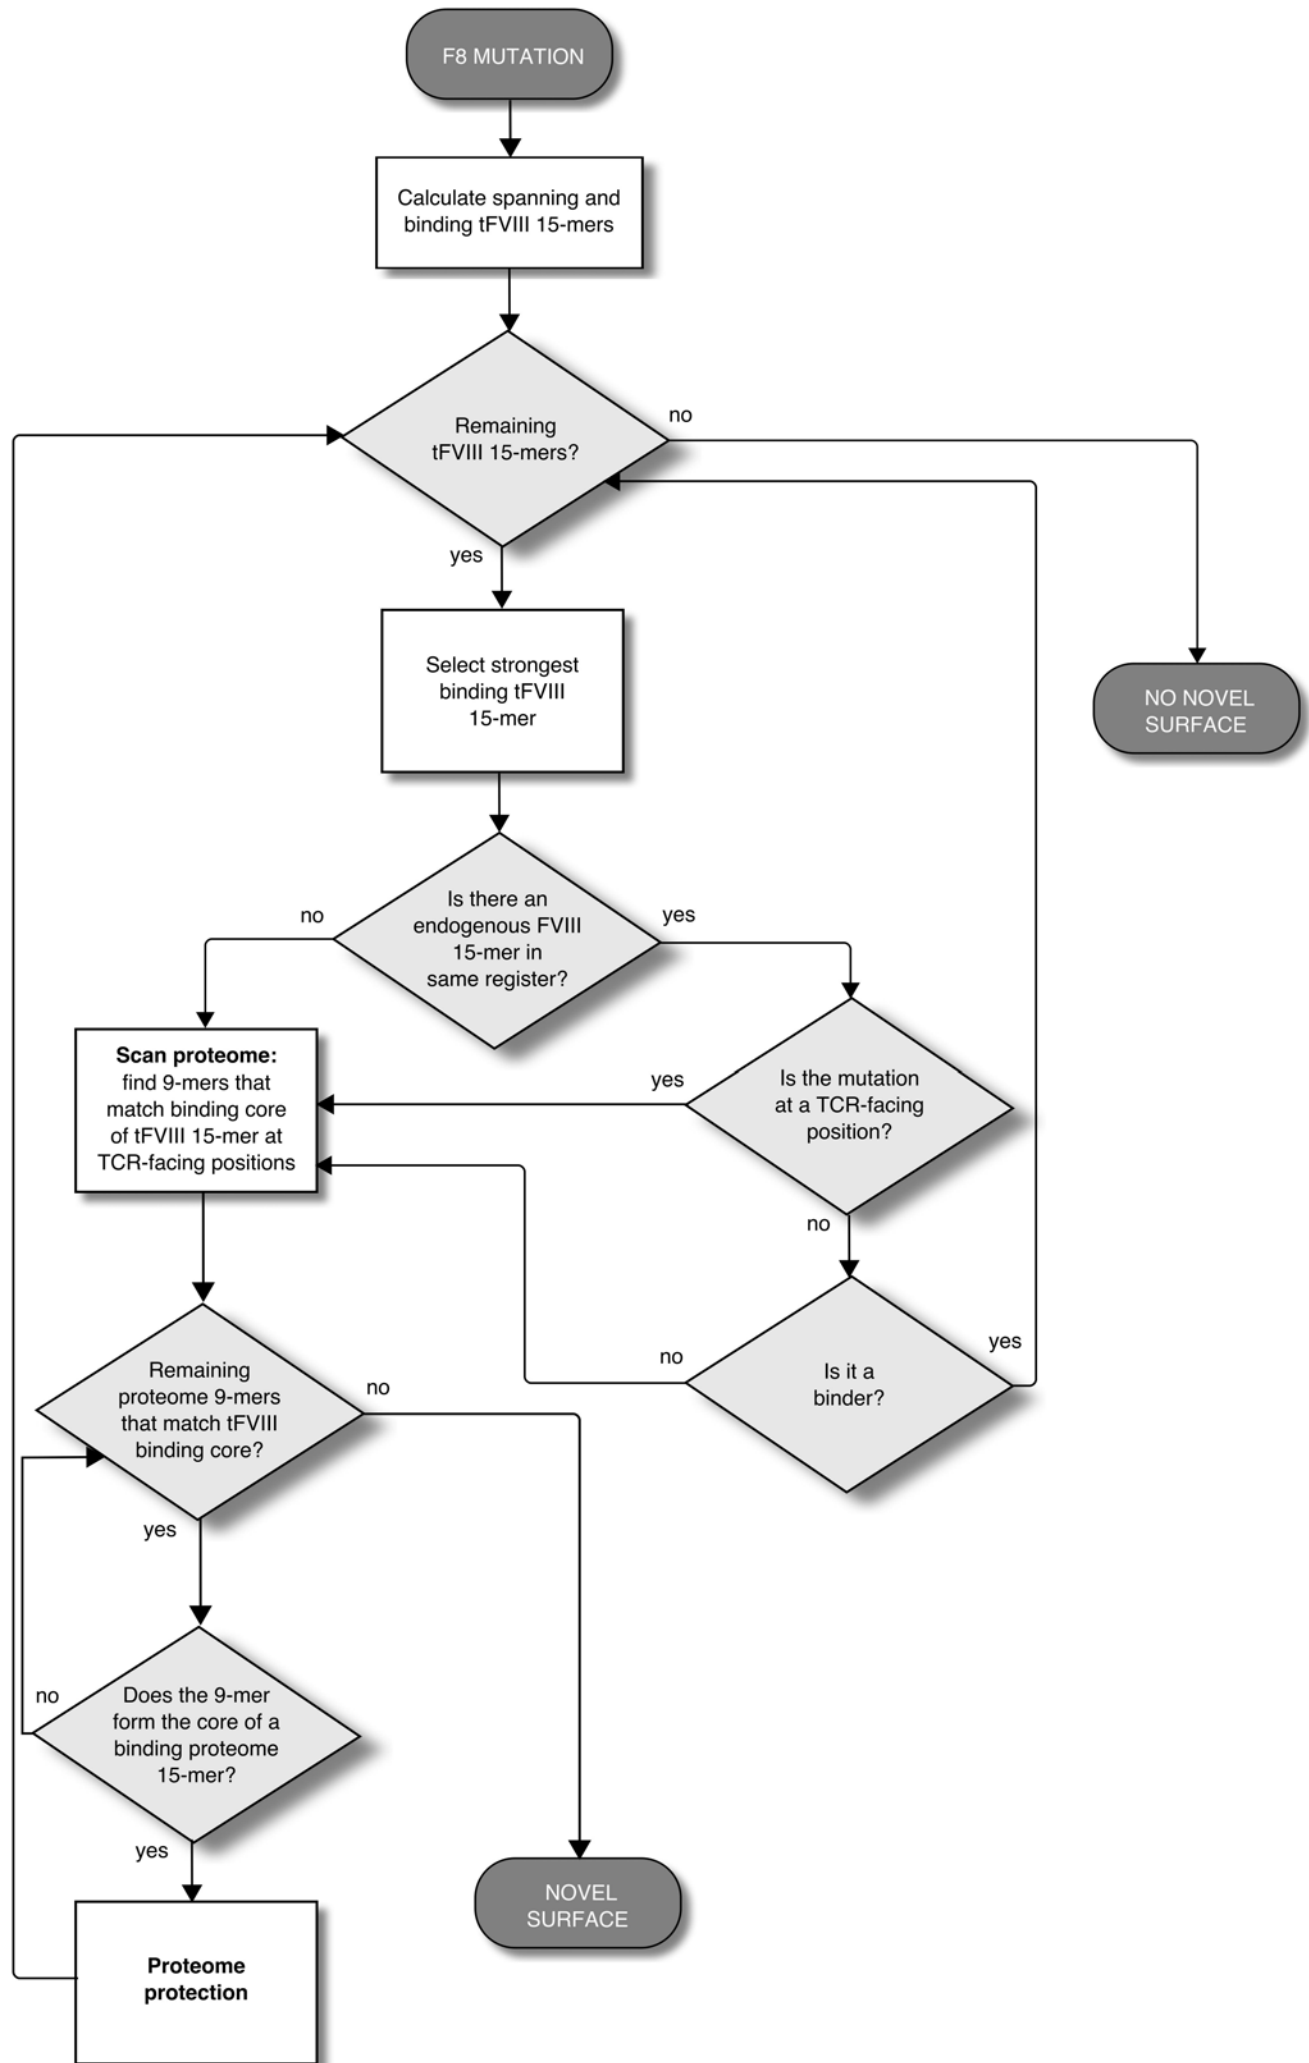 F8 MUTATION
Calculate spanning and
binding tFVIII 15-mers
Remaining
tFVIII 15-mers?
no
yes
Select strongest
binding tFVIII
15-mer
NO NOVEL
SURFACE
Is there an
endogenous FVIII
15-mer in
same register?
no
yes
Scan proteome:
find 9-mers that
match binding core
of tFVIII 15-mer at
TCR-facing positions
yes
Is the mutation
at a TCR-facing
position?
no
Remaining
proteome 9-mers
that match tFVIII
binding core?
no
yes
no
Is it a
binder?
yes
no
Does the 9-mer
form the core of a
binding proteome
15-mer?
yes
NOVEL
SURFACE
Proteome
protection